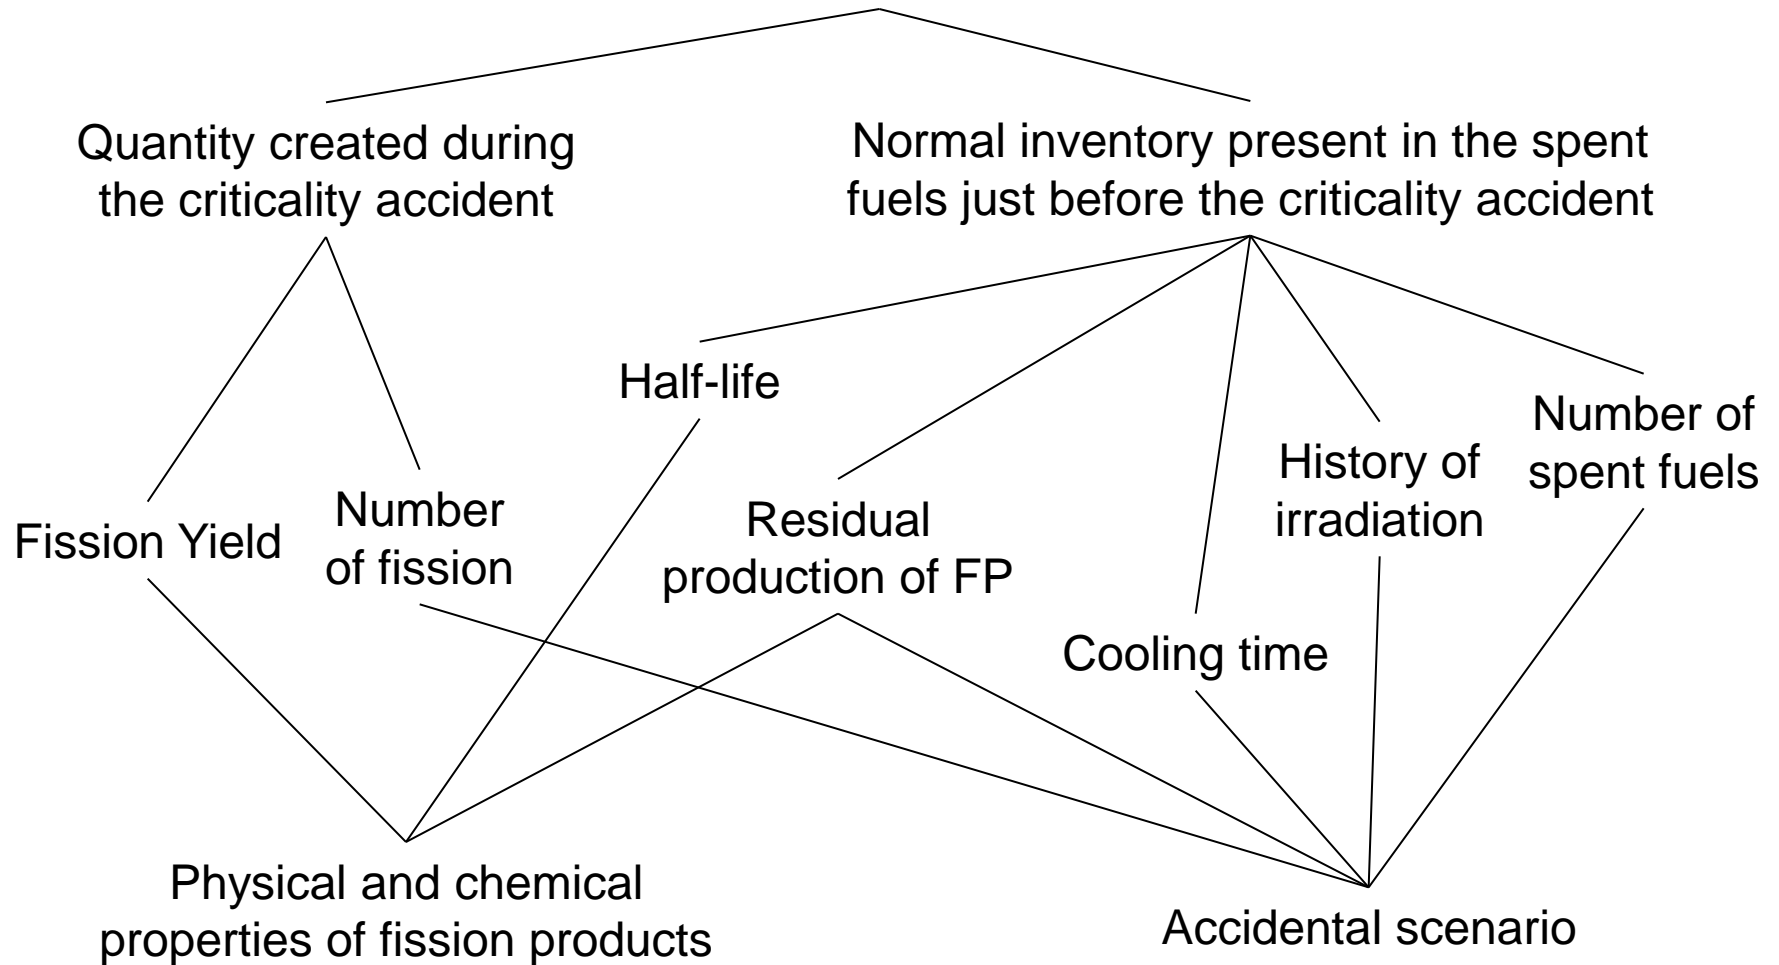 Quantity created during
the criticality accident
Normal inventory present in the spent
fuels just before the criticality accident
Half-life
Number of
spent fuels
History of
irradiation
Fission Yield
Number
of fission
Residual
production of FP
Cooling time
Physical and chemical
properties of fission products
Accidental scenario